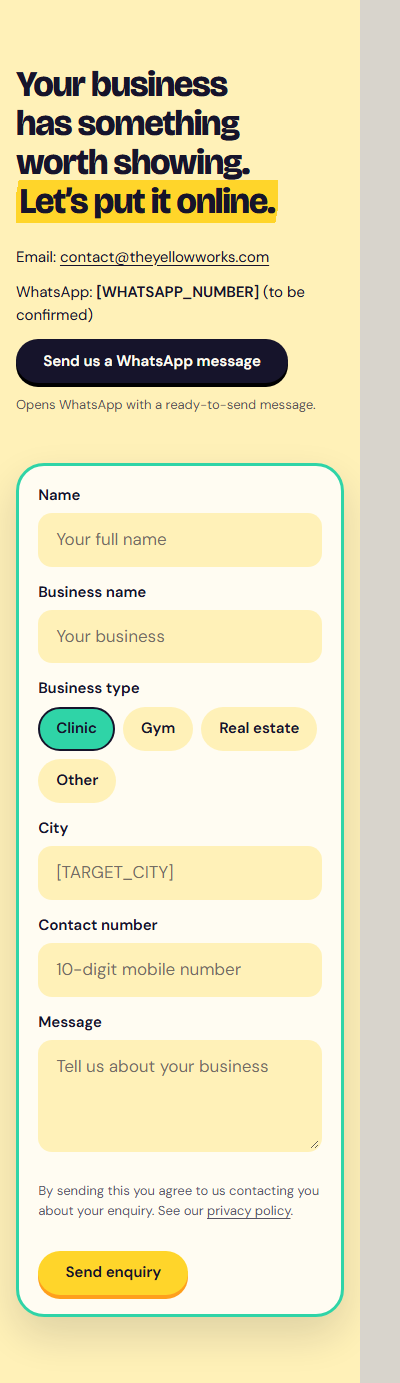 Your business
has something
worth showing.
Let's put it online.
Email: contact@theyellowworks.com
WhatsApp: [WHATSAPP_NUMBER] (to be
confirmed)
Send us a WhatsApp message
Opens WhatsApp with a ready-to-send message.
Name
Your full name
Business name
Your business
Business type
Clinic
Gym
Real estate
Other
City
[TARGET_CITY]
Contact number
10-digit mobile number
Message
Tell us about your business
By sending this you agree to us contacting you
about your enquiry. See our privacy policy.
Send enquiry